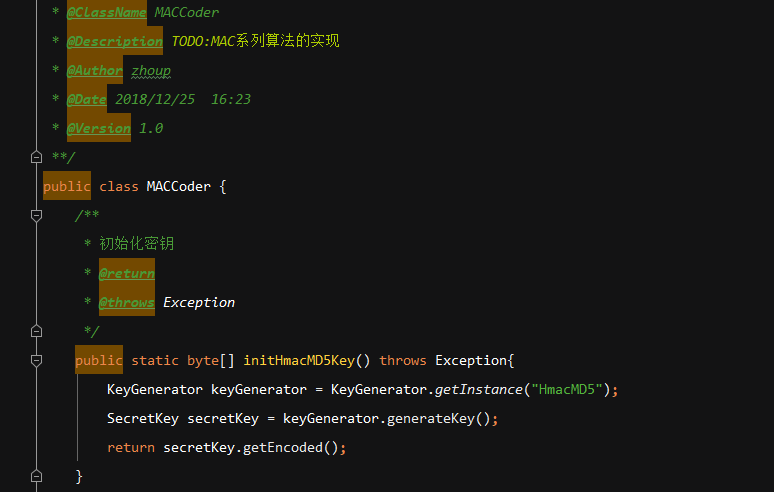 * @ClassName MACCoder
* @Description TODO:MAC系列算法的实现
* @Author zhoup
* @Date 2018/12/25  16:23
* @Version 1.0
**/
public class MACCoder {
/**
* 初始化密钥
* @return
* @throws Exception
*/
public static byte[] initHmacMD5Key() throws Exception{
KeyGenerator keyGenerator = KeyGenerator.getInstance("HmacMD5");
SecretKey secretKey = keyGenerator.generateKey();
return secretKey.getEncoded();
}